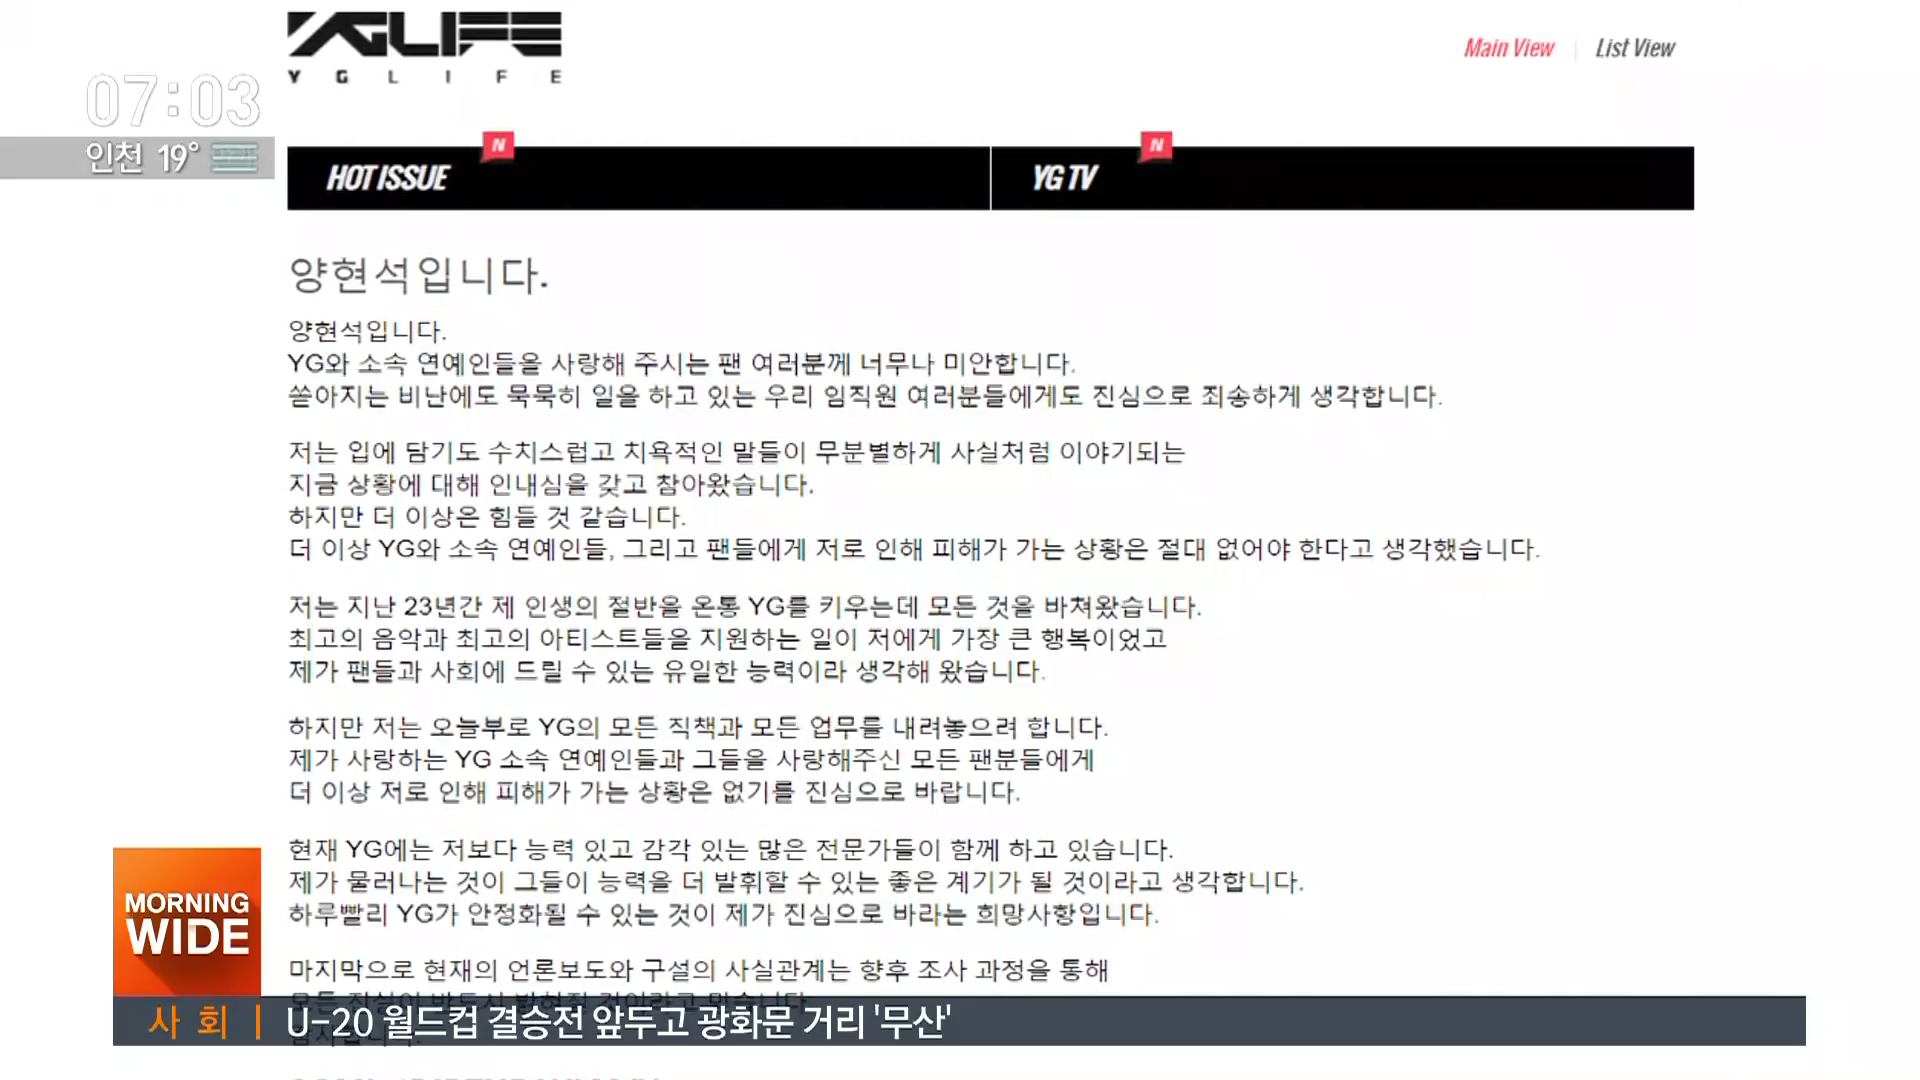 YGLIFE
YGLIFE
Main View
List View
07:03
인천 19°
N
N
HOT ISSUE
YG TV
양현석입니다.
양현석입니다.
YG와 소속 연예인들을 사랑해 주시는 팬 여러분께 너무나 미안합니다.
쏟아지는 비난에도 묵묵히 일을 하고 있는 우리 임직원 여러분들에게도 진심으로 죄송하게 생각합니다.
저는 입에 담기도 수치스럽고 치욕적인 말들이 무분별하게 사실처럼 이야기되는
지금 상황에 대해 인내심을 갖고 참아왔습니다.
하지만 더 이상은 힘들 것 같습니다.
더 이상 YG와 소속 연예인들, 그리고 팬들에게 저로 인해 피해가 가는 상황은 절대 없어야 한다고 생각했습니다.
저는 지난 23년간 제 인생의 절반을 온통 YG를 키우는데 모든 것을 바쳐왔습니다.
최고의 음악과 최고의 아티스트들을 지원하는 일이 저에게 가장 큰 행복이었고
제가 팬들과 사회에 드릴 수 있는 유일한 능력이라 생각해 왔습니다.
하지만 저는 오늘부로 YG의 모든 직책과 모든 업무를 내려놓으려 합니다.
제가 사랑하는 YG 소속 연예인들과 그들을 사랑해주신 모든 팬분들에게
더 이상 저로 인해 피해가 가는 상황은 없기를 진심으로 바랍니다.
현재 YG에는 저보다 능력 있고 감각 있는 많은 전문가들이 함께 하고 있습니다.
제가 물러나는 것이 그들이 능력을 더 발휘할 수 있는 좋은 계기가 될 것이라고 생각합니다.
하루빨리 YG가 안정화될 수 있는 것이 제가 진심으로 바라는 희망사항입니다.
마지막으로 현재의 언론보도와 구설의 사실관계는 향후 조사 과정을 통해
MORNING
WIDE
사회 | U-20 월드컵 결승전 앞두고 광화문 거리 '무산'